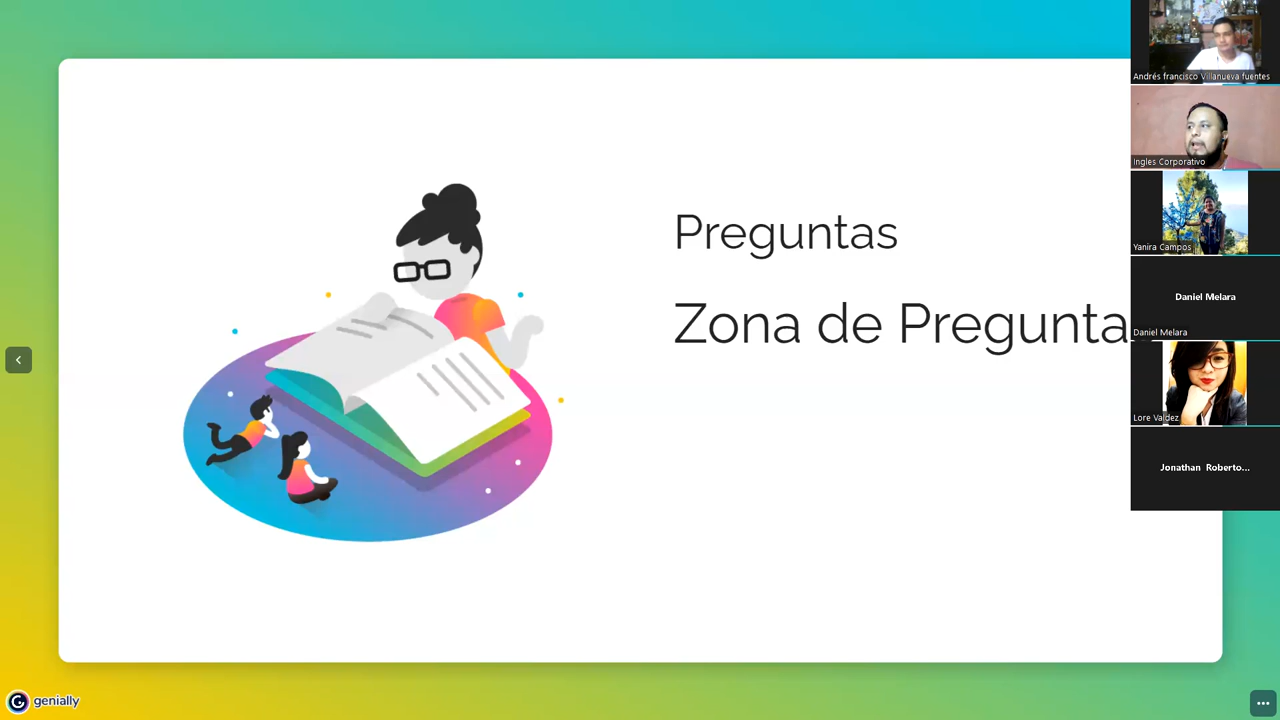 Preguntas
Zona de Pregunta
Andrés francisco Villanueva fuentes
Ingles Corporativo
Yanira Campos
Daniel Melara
Daniel Melara
Lore Valdez
Jonathan Roberto...
genially